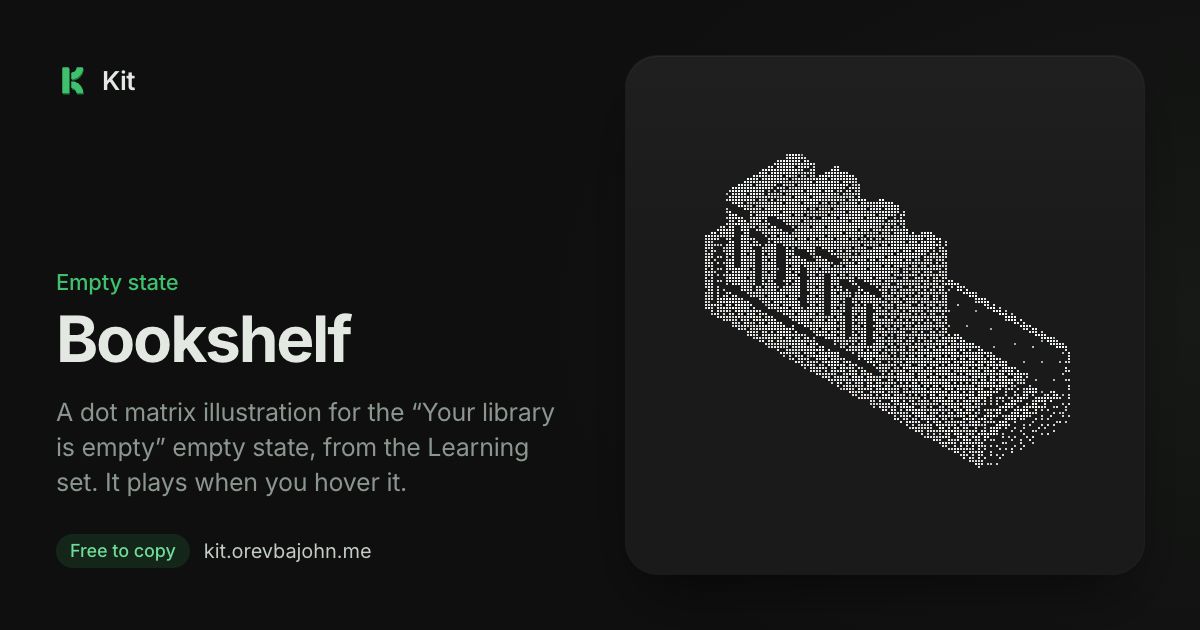 Kit
Empty state
Bookshelf
A dot matrix illustration for the “Your library
is empty” empty state, from the Learning
set. It plays when you hover it.
Free to copy
kit.orevbajohn.me